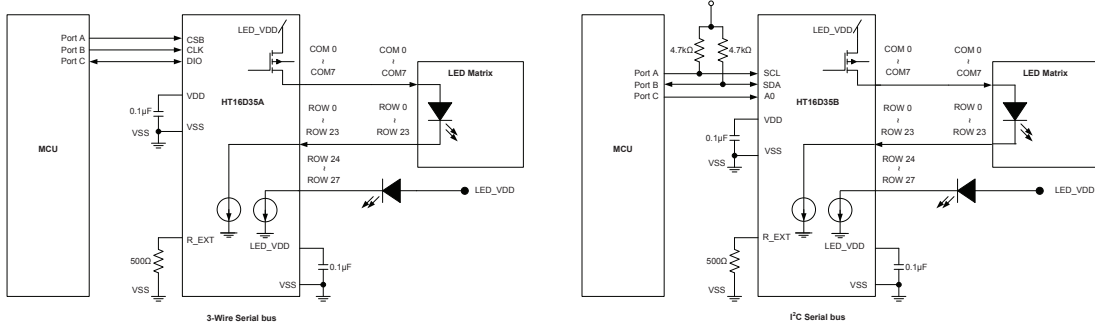 LED_VDD
Port A
Port B
Port C
CSB
CLK
DIO
COM 0
~
COM7
COM 0
~
COM7
LED Matrix
VDD
HT16D35A
0.1μF
VSS
VSS
ROW 0
~
ROW 23
ROW 0
~
ROW 23
MCU
ROW 24
~
ROW 27
LED_VDD
R_EXT
LED_VDD
500Ω
0.1μF
VSS
VSS
3-Wire Serial bus
4.7kΩ
4.7kΩ
LED_VDD
Port A
Port B
Port C
SCL
SDA
A0
COM 0
~
COM7
COM 0
~
COM7
LED Matrix
HT16D35B
VDD
0.1μF
VSS
VSS
ROW 0
~
ROW 23
ROW 0
~
ROW 23
MCU
ROW 24
~
ROW 27
LED_VDD
R_EXT
LED_VDD
500Ω
0.1μF
VSS
VSS
I²C Serial bus